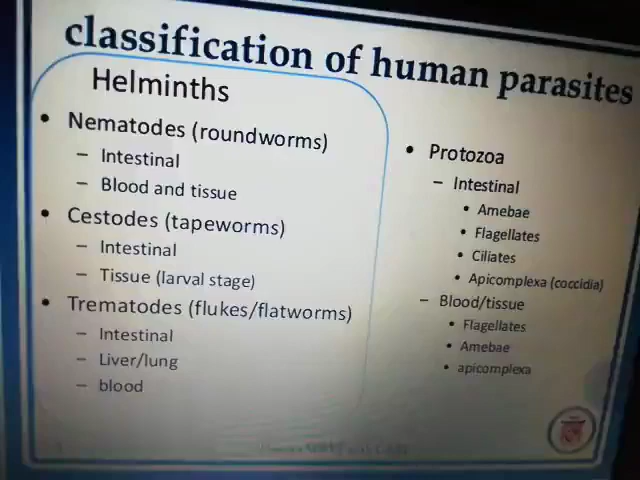 classification of human parasites
Helminths
• Nematodes (roundworms)
– Intestinal
– Blood and tissue
• Cestodes (tapeworms)
– Intestinal
– Tissue (larval stage)
• Trematodes (flukes/flatworms)
– Intestinal
– Liver/lung
– blood
• Protozoa
– Intestinal
• Amebae
• Flagellates
• Ciliates
• Apicomplexa (coccidia)
– Blood/tissue
• Flagellates
• Amebae
• apicomplexa